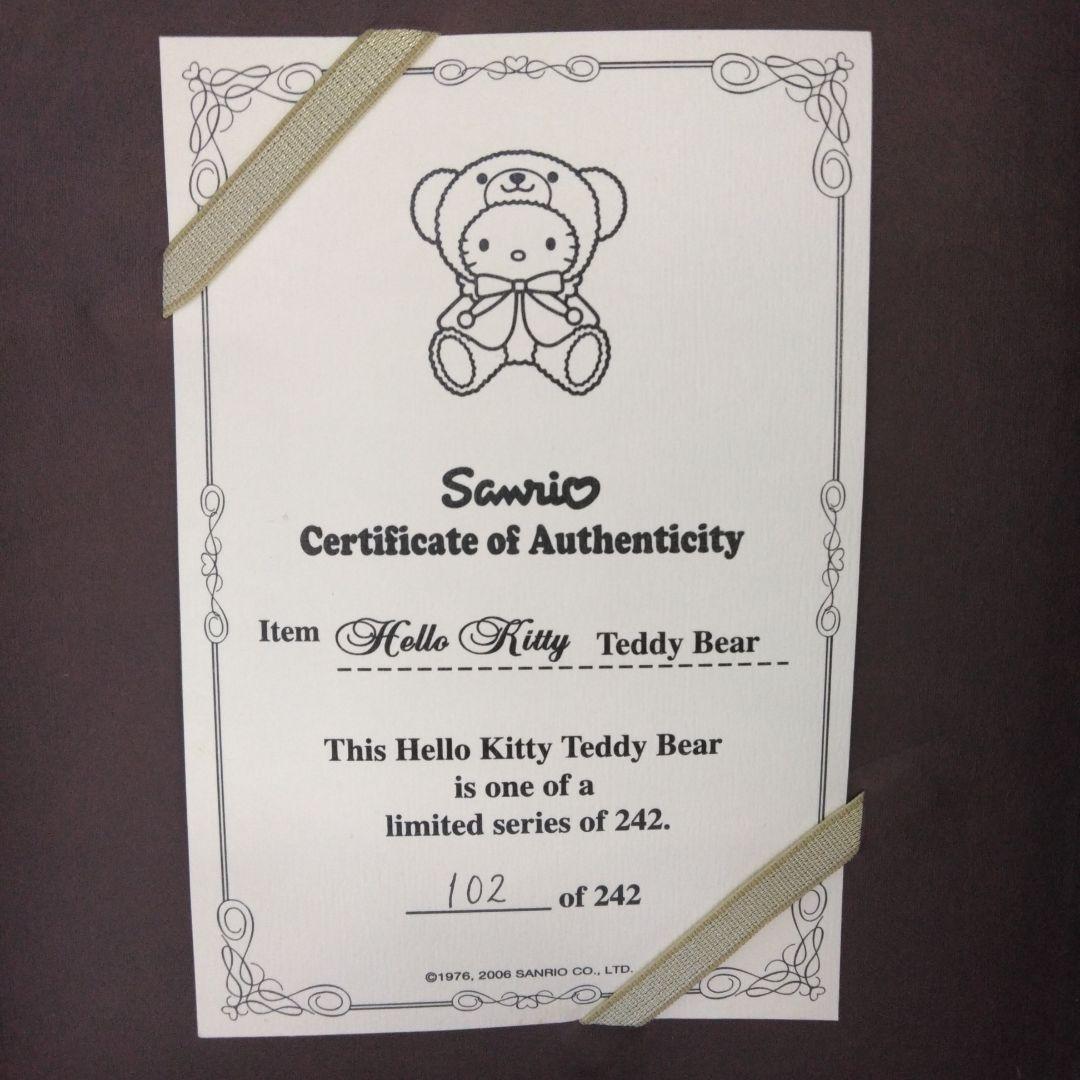 Sanrio
Certificate of Authenticity
Item Hello Kitty Teddy Bear
This Hello Kitty Teddy Bear
is one of a
limited series of 242.
102 of 242
©1976, 2006 SANRIO CO., LTD.